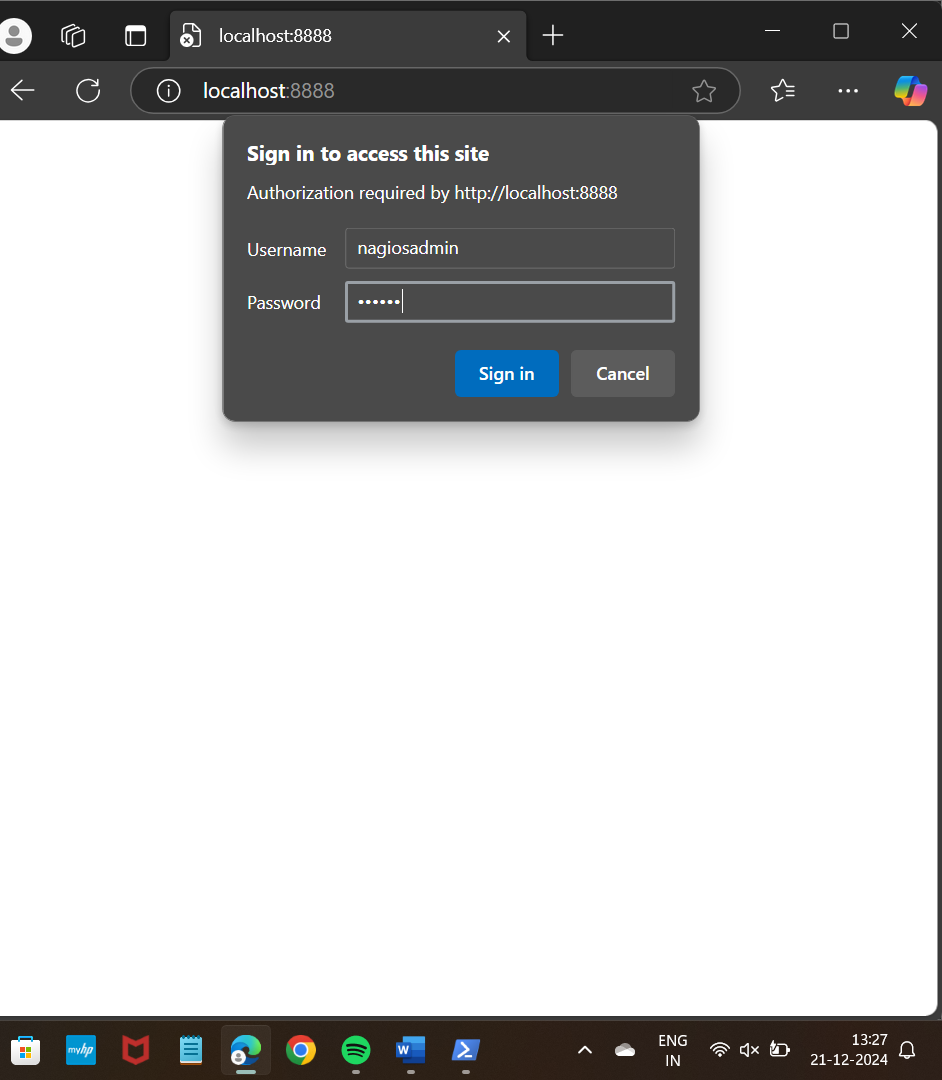 localhost:8888
localhost:8888
Sign in to access this site
Authorization required by http://localhost:8888
Username
nagiosadmin
Password
••••••
Sign in
Cancel
myhp
W
ENG
IN
13:27
21-12-2024